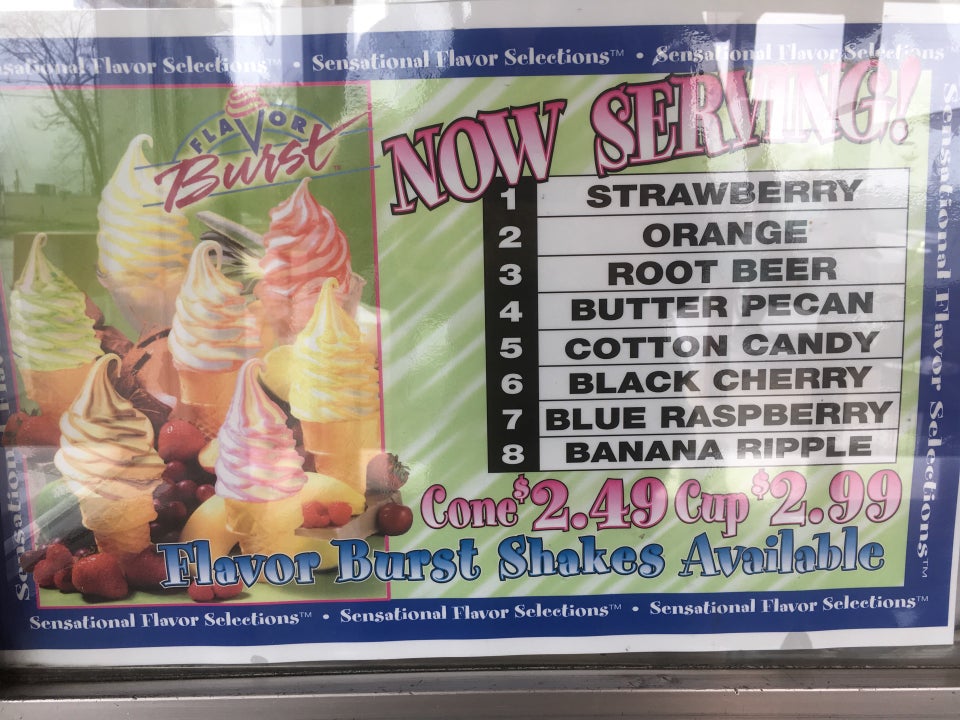 Sensational Flavor Selections™ • Sensational Flavor Selections™ • Sensational Flavor Selections™
FLAVOR
Burst™
NOW SERVING!
1 STRAWBERRY
2 ORANGE
3 ROOT BEER
4 BUTTER PECAN
5 COTTON CANDY
6 BLACK CHERRY
7 BLUE RASPBERRY
8 BANANA RIPPLE
Cone $2.49 Cup $2.99
Flavor Burst Shakes Available
Sensational Flavor Selections™
Sensational Flavor Selections™ • Sensational Flavor Selections™ • Sensational Flavor Selections™